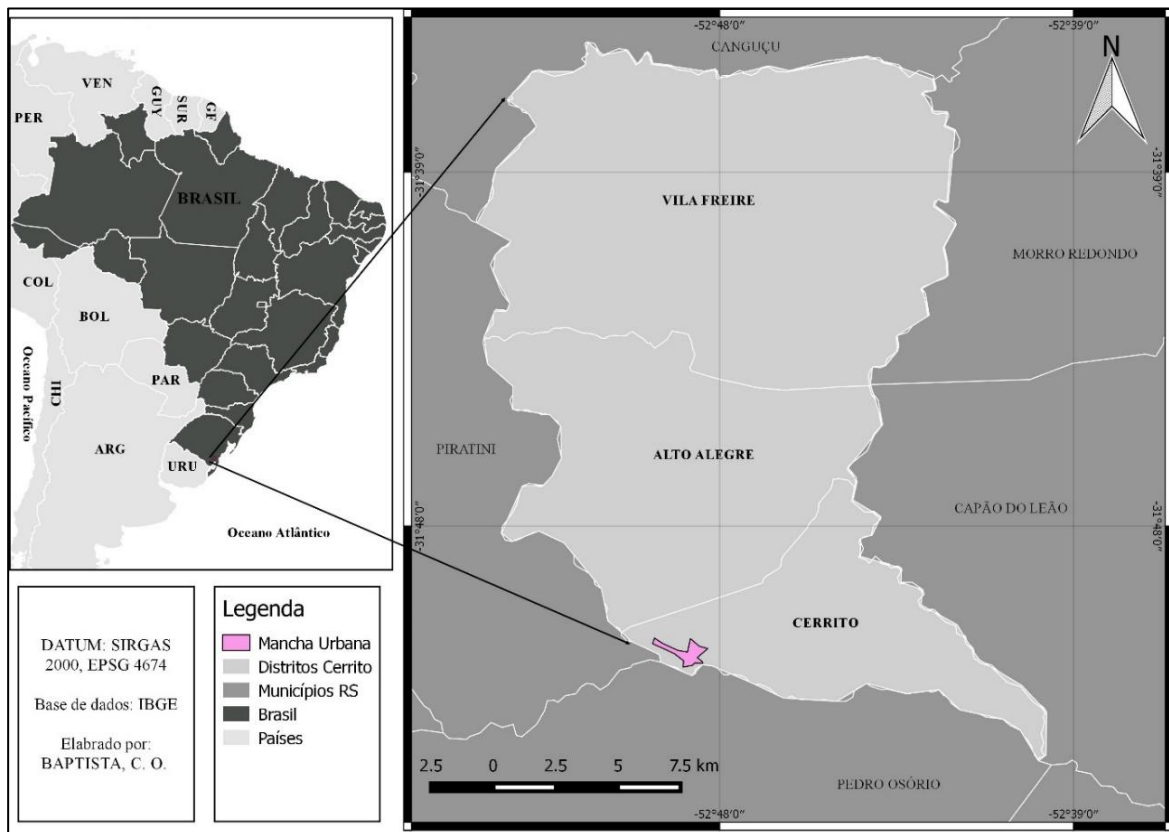 VEN
GUY
SUR
GF
PER
BRASIL
COL
BOL
PAR
CHI
ARG
URU
Oceano Pacífico
Oceano Atlântico
DATUM: SIRGAS
2000, EPSG 4674
Base de dados: IBGE
Elabrado por:
BAPTISTA, C. O.
Legenda
Mancha Urbana
Distritos Cerrito
Municípios RS
Brasil
Países
-52°48'0"
-52°39'0"
CANGUÇU
N
-31°39'0"
-31°39'0"
VILA FREIRE
MORRO REDONDO
PIRATINI
ALTO ALEGRE
CAPÃO DO LEÃO
-31°48'0"
-31°48'0"
CERRITO
2.5 0 2.5 5 7.5 km
PEDRO OSÓRIO
-52°48'0"
-52°39'0"